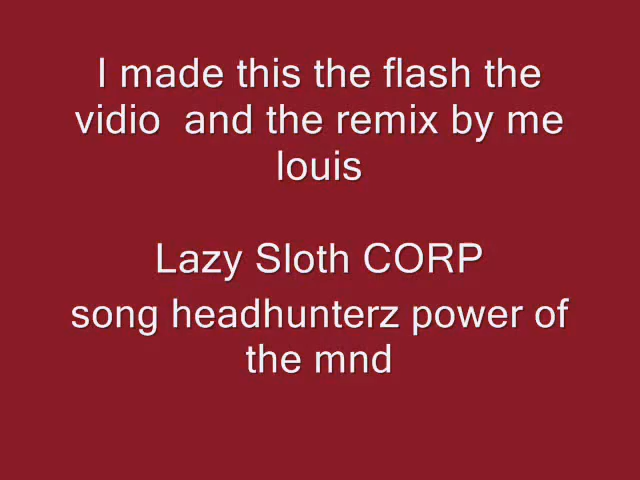 I made this the flash the
vidio  and the remix by me
louis
Lazy Sloth CORP
song headhunterz power of
the mnd